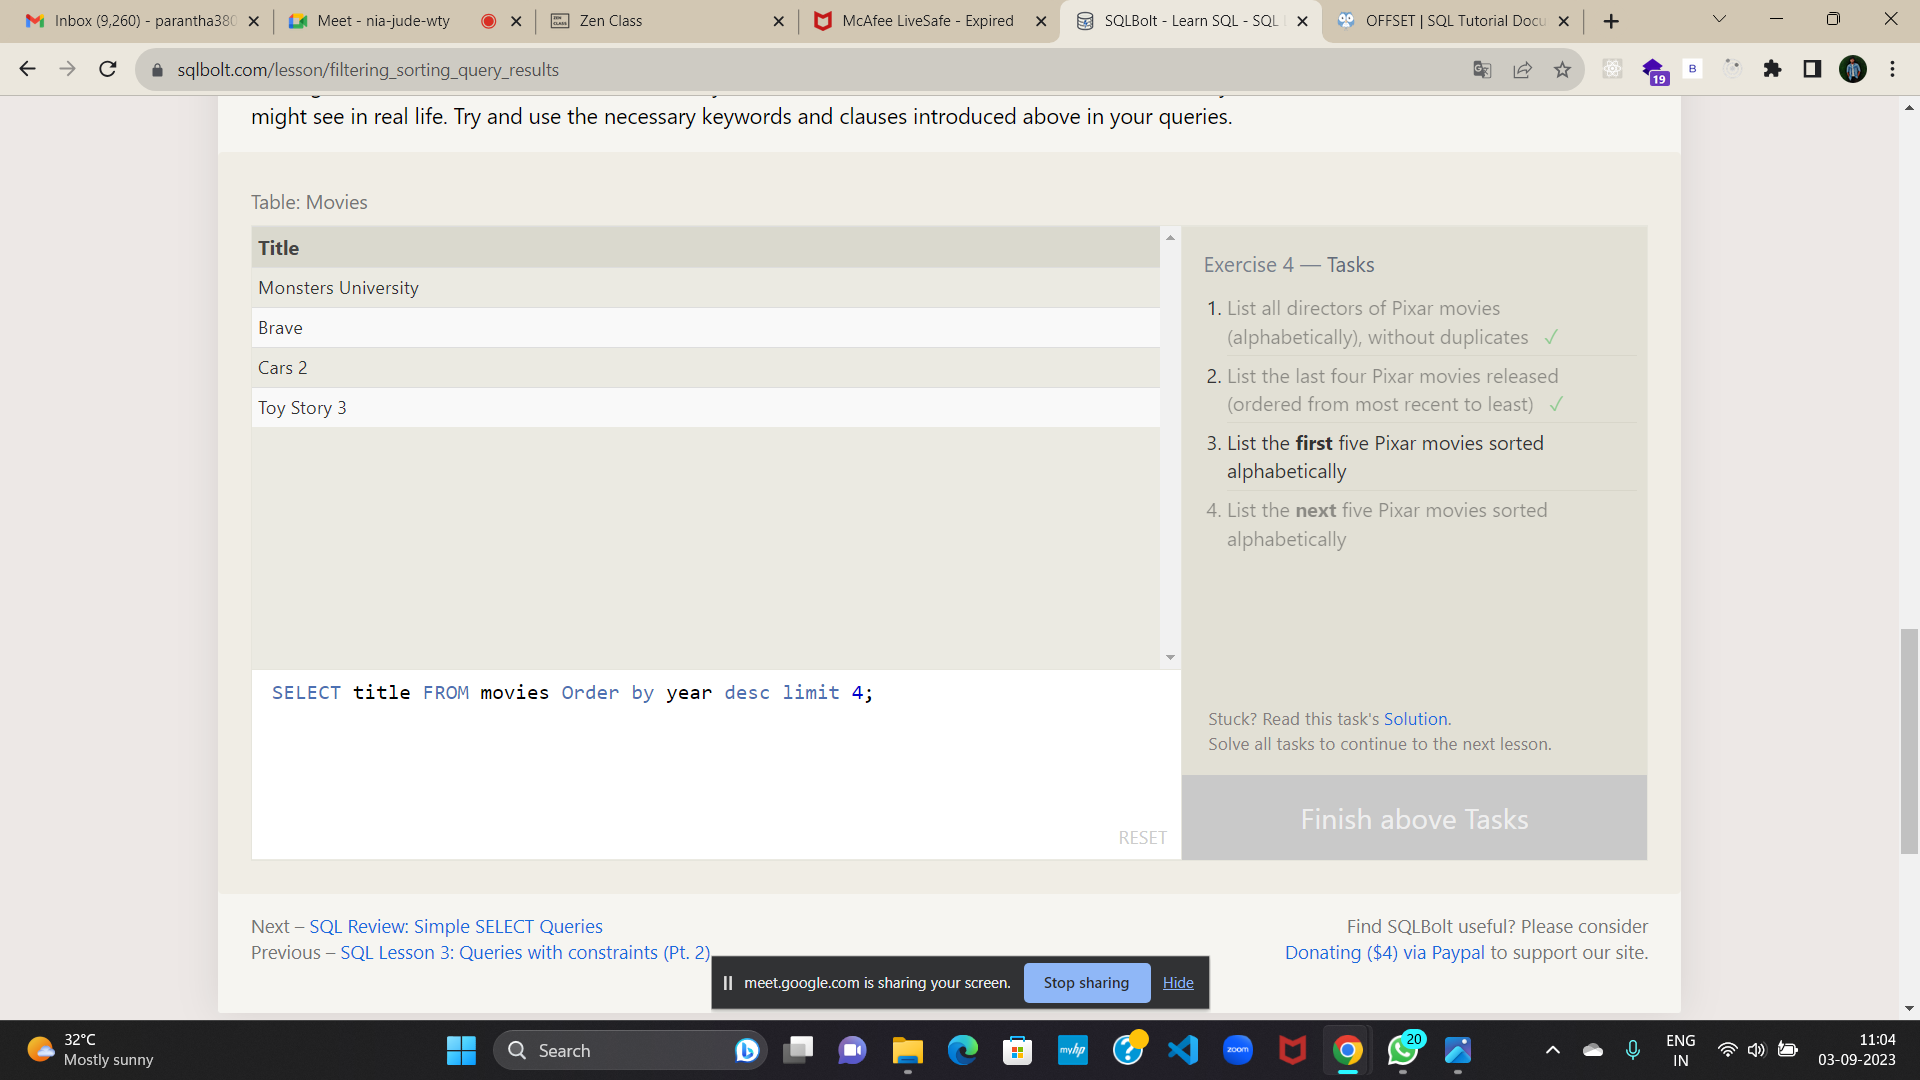 Inbox (9,260) - parantha380
Meet - nia-jude-wty
Zen Class
McAfee LiveSafe - Expired
SQLBolt - Learn SQL - SQL
OFFSET | SQL Tutorial Docu
sqlbolt.com/lesson/filtering_sorting_query_results
19
B
might see in real life. Try and use the necessary keywords and clauses introduced above in your queries.
Table: Movies
Title
Monsters University
Brave
Cars 2
Toy Story 3
SELECT title FROM movies Order by year desc limit 4;
RESET
Exercise 4 — Tasks
1. List all directors of Pixar movies
(alphabetically), without duplicates ✓
2. List the last four Pixar movies released
(ordered from most recent to least) ✓
3. List the first five Pixar movies sorted
alphabetically
4. List the next five Pixar movies sorted
alphabetically
Stuck? Read this task's Solution.
Solve all tasks to continue to the next lesson.
Finish above Tasks
Next – SQL Review: Simple SELECT Queries
Previous – SQL Lesson 3: Queries with constraints (Pt. 2)
Find SQLBolt useful? Please consider
Donating ($4) via Paypal to support our site.
meet.google.com is sharing your screen.
Stop sharing
Hide
32°C
Mostly sunny
Search
myhp
zoom
20
ENG
IN
11:04
03-09-2023